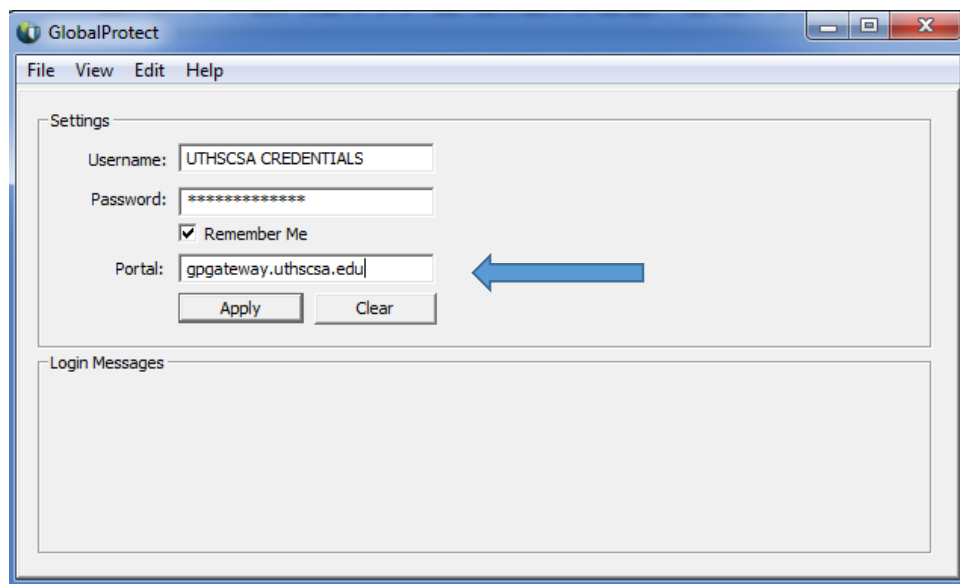 GlobalProtect
File View Edit Help
Settings
Username: UTHSCSA CREDENTIALS
Password: *************
Remember Me
Portal: gpgateway.uthscsa.edu
Apply Clear
Login Messages